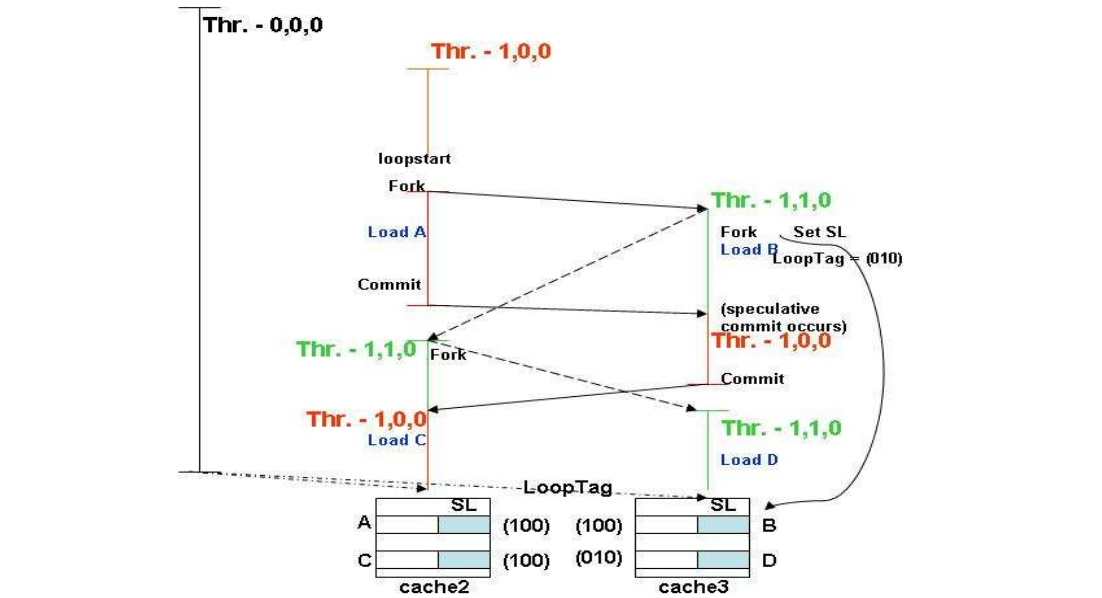 Thr. - 0,0,0
Thr. - 1,0,0
loopstart
Fork
Thr. - 1,1,0
Load A
Fork Set SL
Load B
LoopTag = (010)
Commit
(speculative
commit occurs)
Thr. - 1,0,0
Thr. - 1,1,0
Fork
Commit
Thr. - 1,0,0
Load C
Thr. - 1,1,0
Load D
LoopTag
SL SL
A (100) (100) B
C (100) (010) D
cache2 cache3